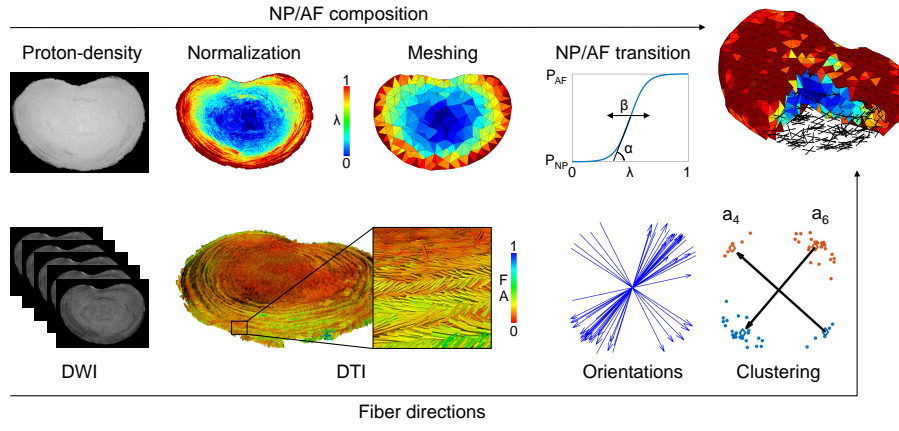 NP/AF composition
Proton-density
Normalization
Meshing
NP/AF transition
1
λ
0
P_AF
P_NP
β
α
0
λ
1
a_4
a_6
1
F
A
0
DWI
DTI
Orientations
Clustering
Fiber directions